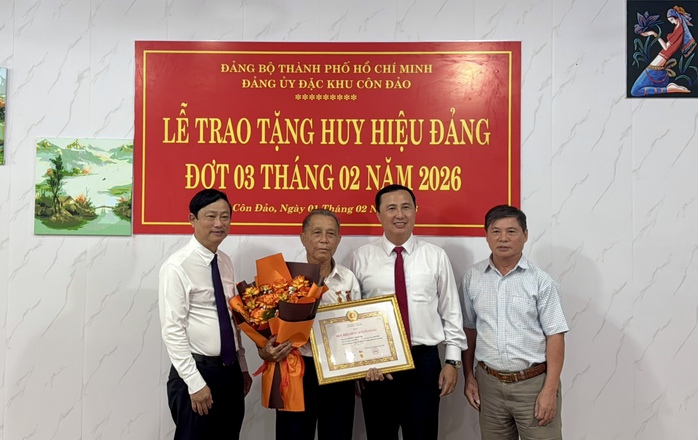 ĐẢNG BỘ THÀNH PHỐ HỒ CHÍ MINH
ĐẢNG ỦY ĐẶC KHU CÔN ĐẢO
*********
LỄ TRAO TẶNG HUY HIỆU ĐẢNG
ĐỢT 03 THÁNG 02 NĂM 2026
Côn Đảo, Ngày 01 Tháng 02